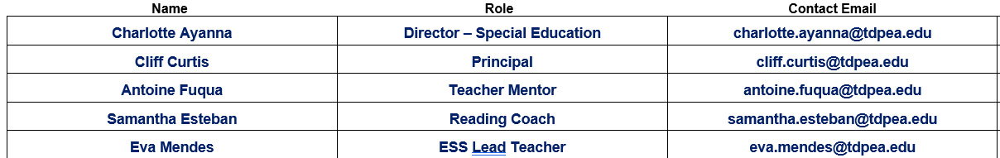 Name Role Contact Email
Charlotte Ayanna Director – Special Education charlotte.ayanna@tdpea.edu
Cliff Curtis Principal cliff.curtis@tdpea.edu
Antoine Fuqua Teacher Mentor antoine.fuqua@tdpea.edu
Samantha Esteban Reading Coach samantha.esteban@tdpea.edu
Eva Mendes ESS Lead Teacher eva.mendes@tdpea.edu